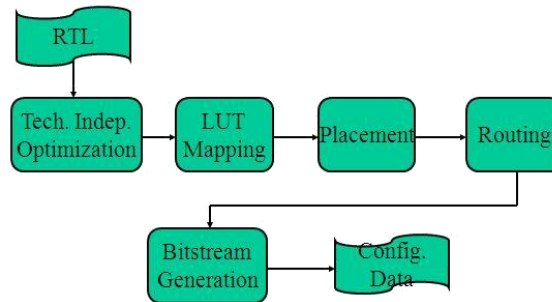 RTL
Tech. Indep.
Optimization
LUT
Mapping
Placement
Routing
Bitstream
Generation
Config.
Data